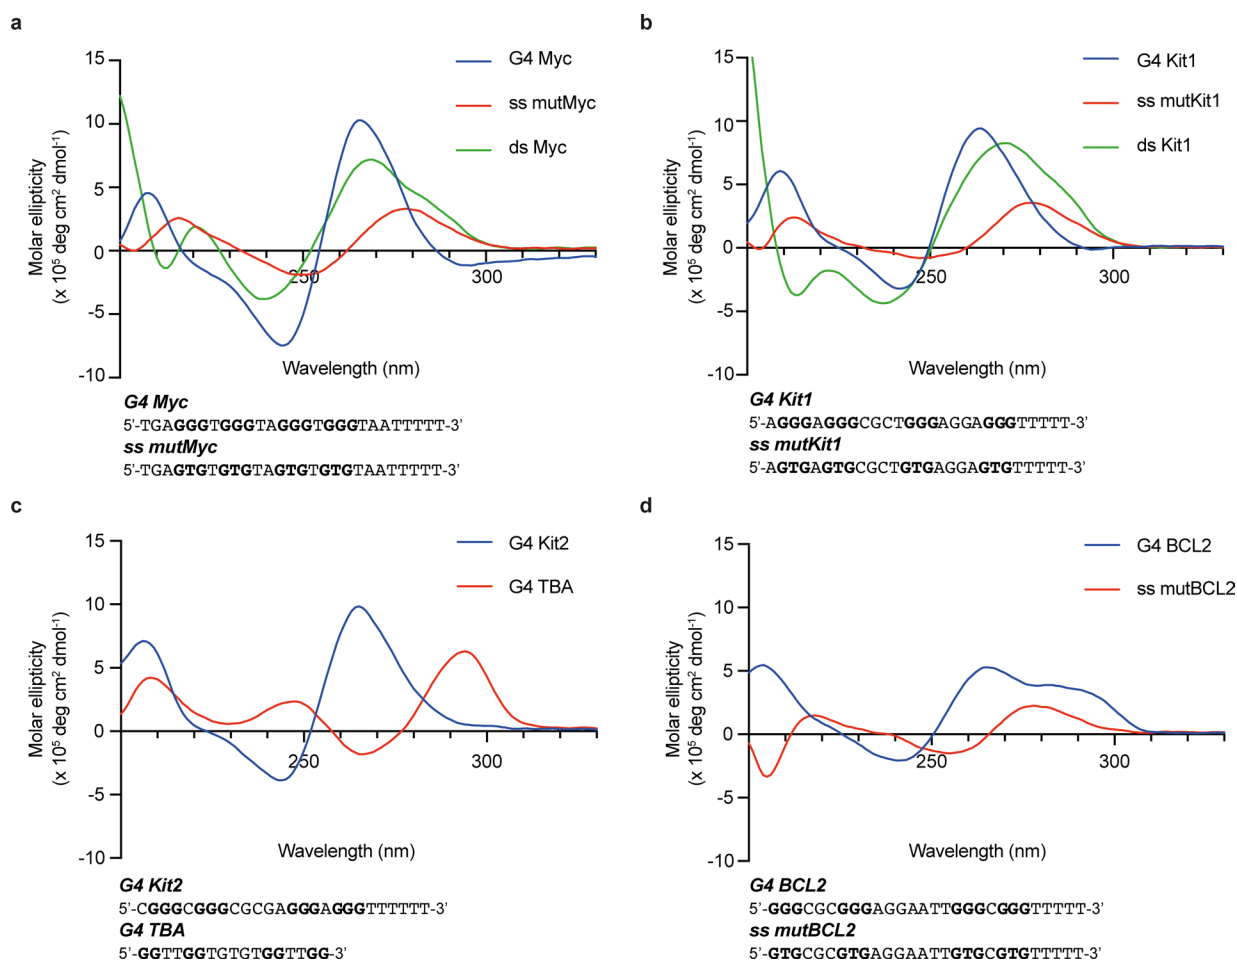 a
15
10
5
0
-5
-10
Molar ellipticity
(x 10⁵ deg cm² dmol⁻¹)
G4 Myc
ss mutMyc
ds Myc
250
300
Wavelength (nm)
G4 Myc
5'-TGAGGGTGGGTAGGGTGGGTAATTTTT-3'
ss mutMyc
5'-TGAGTGTGTGTAGTGTGTGTAATTTTT-3'
b
15
10
5
0
-5
-10
Molar ellipticity
(x 10⁵ deg cm² dmol⁻¹)
G4 Kit1
ss mutKit1
ds Kit1
250
300
Wavelength (nm)
G4 Kit1
5'-AGGGAGGGCGCTGGGAGGAGGGTTTTT-3'
ss mutKit1
5'-AGTGAGTGCGCTGTGAGGAGTGTTTTT-3'
c
15
10
5
0
-5
-10
Molar ellipticity
(x 10⁵ deg cm² dmol⁻¹)
G4 Kit2
G4 TBA
250
300
Wavelength (nm)
G4 Kit2
5'-CGGGCGGGCGCGAGGGAGGGTTTTTT-3'
G4 TBA
5'-GGTTGGTGTGTGGTTGG-3'
d
15
10
5
0
-5
-10
Molar ellipticity
(x 10⁵ deg cm² dmol⁻¹)
G4 BCL2
ss mutBCL2
250
300
Wavelength (nm)
G4 BCL2
5'-GGGCGCGGGAGGAATTGGGCGGGTTTTT-3'
ss mutBCL2
5'-GTGCGCGTGAGGAATTGTGCGTGTTTTT-3'